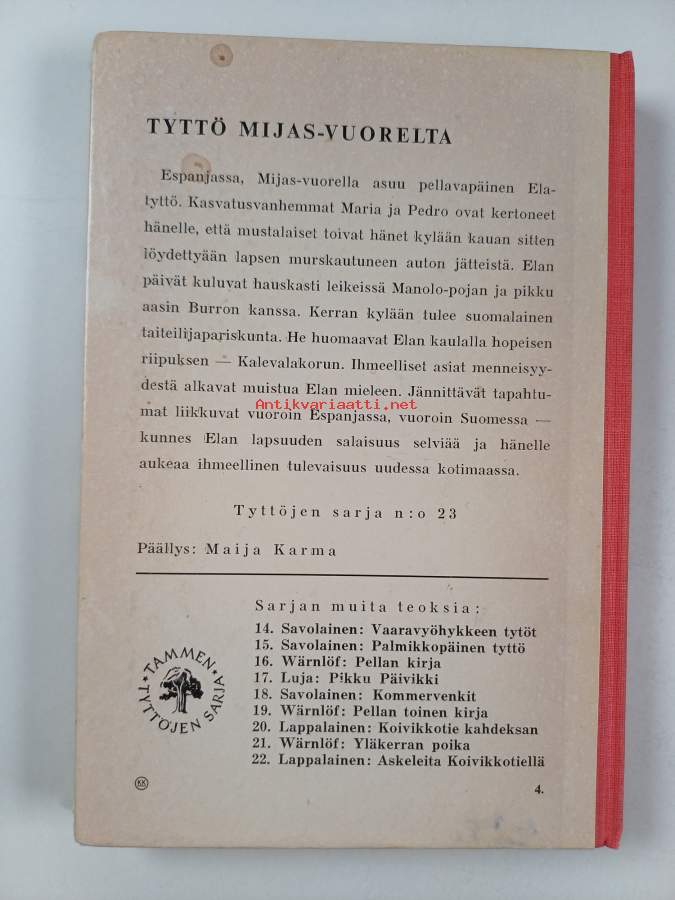 TYTTÖ MIJAS-VUORELTA
Espanjassa, Mijas-vuorella asuu pellavapäinen Ela-
tyttö. Kasvatusvanhemmat Maria ja Pedro ovat kertoneet
hänelle, että mustalaiset toivat hänet kylään kauan sitten
löydettyään lapsen murskautuneen auton jätteistä. Elan
päivät kuluvat hauskasti leikeissä Manolo-pojan ja pikku
aasin Burron kanssa. Kerran kylään tulee suomalainen
taiteilijapariskunta. He huomaavat Elan kaulalla hopeisen
riipuksen — Kalevalakorun. Ihmeelliset asiat menneisyy-
destä alkavat muistua Elan mieleen. Jännittävät tapahtu-
Antikvariaatti.net
mat liikkuvat vuoroin Espanjassa, vuoroin Suomessa —
kunnes Elan lapsuuden salaisuus selviää ja hänelle
aukeaa ihmeellinen tulevaisuus uudessa kotimaassa.
Tyttöjen sarja n:o 23
Päällys: Maija Karma
Sarjan muita teoksia:
14. Savolainen: Vaaravyöhykkeen tytöt
15. Savolainen: Palmikkopäinen tyttö
16. Wärnlöf: Pellan kirja
17. Luja: Pikku Päivikki
18. Savolainen: Kommervenkit
19. Wärnlöf: Pellan toinen kirja
20. Lappalainen: Koivikkotie kahdeksan
21. Wärnlöf: Yläkerran poika
22. Lappalainen: Askeleita Koivikkotiellä
TAMMEN
TYTTÖJEN SARJA
KK
4.